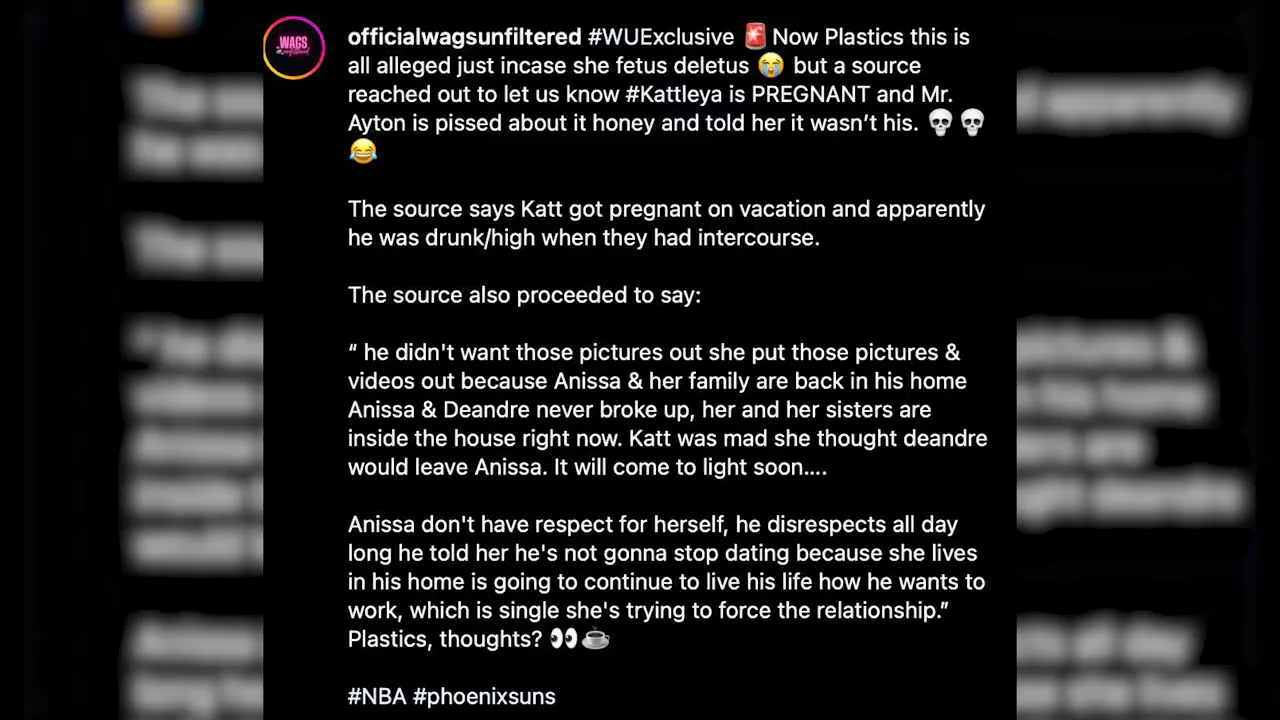 officialwagsunfiltered #WUExclusive 🚨 Now Plastics this is
all alleged just incase she fetus deletus 😭 but a source
reached out to let us know #Kattleya is PREGNANT and Mr.
Ayton is pissed about it honey and told her it wasn’t his. 💀💀
😂
The source says Katt got pregnant on vacation and apparently
he was drunk/high when they had intercourse.
The source also proceeded to say:
“ he didn't want those pictures out she put those pictures &
videos out because Anissa & her family are back in his home
Anissa & Deandre never broke up, her and her sisters are
inside the house right now. Katt was mad she thought deandre
would leave Anissa. It will come to light soon....
Anissa don't have respect for herself, he disrespects all day
long he told her he's not gonna stop dating because she lives
in his home is going to continue to live his life how he wants to
work, which is single she's trying to force the relationship.”
Plastics, thoughts? 👀☕
#NBA #phoenixsuns